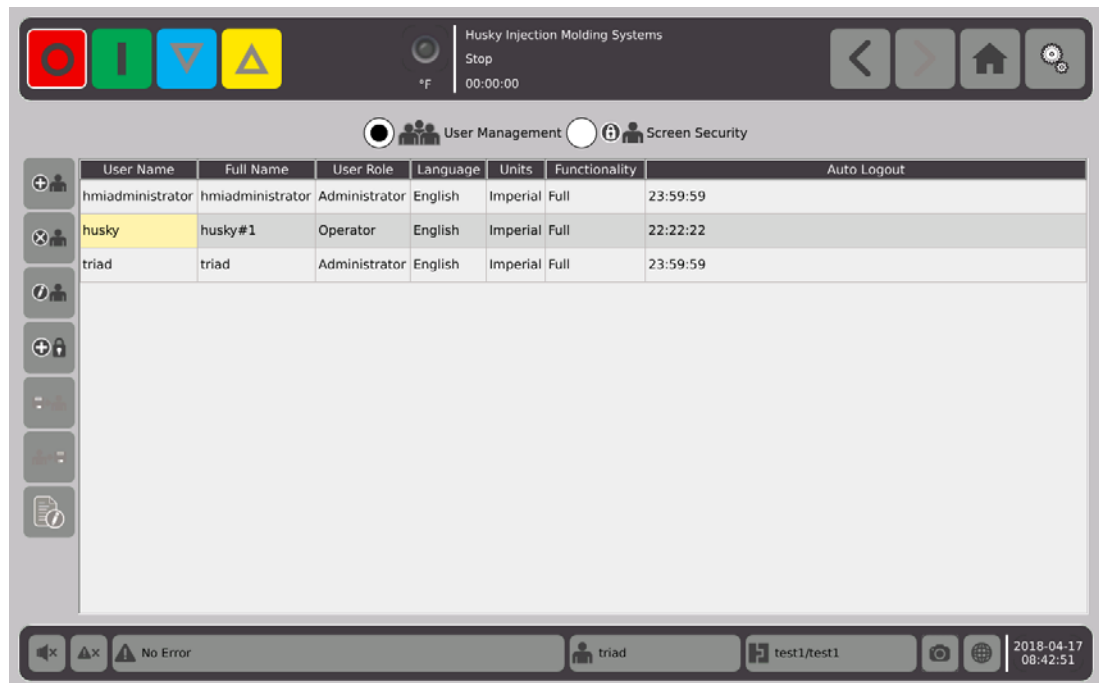 Husky Injection Molding Systems
Stop
°F 00:00:00
User Management Screen Security
User Name Full Name User Role Language Units Functionality Auto Logout
hmiadministrator hmiadministrator Administrator English Imperial Full 23:59:59
husky husky#1 Operator English Imperial Full 22:22:22
triad triad Administrator English Imperial Full 23:59:59
No Error triad test1/test1 2018-04-17
08:42:51